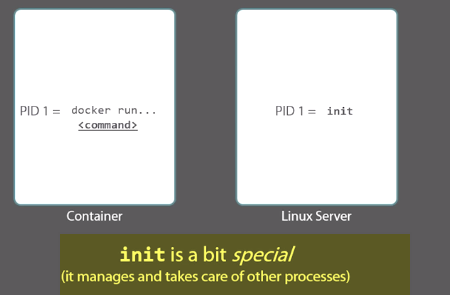 PID 1 = docker run...
<command>
PID 1 = init
Container
Linux Server
init is a bit special
(it manages and takes care of other processes)